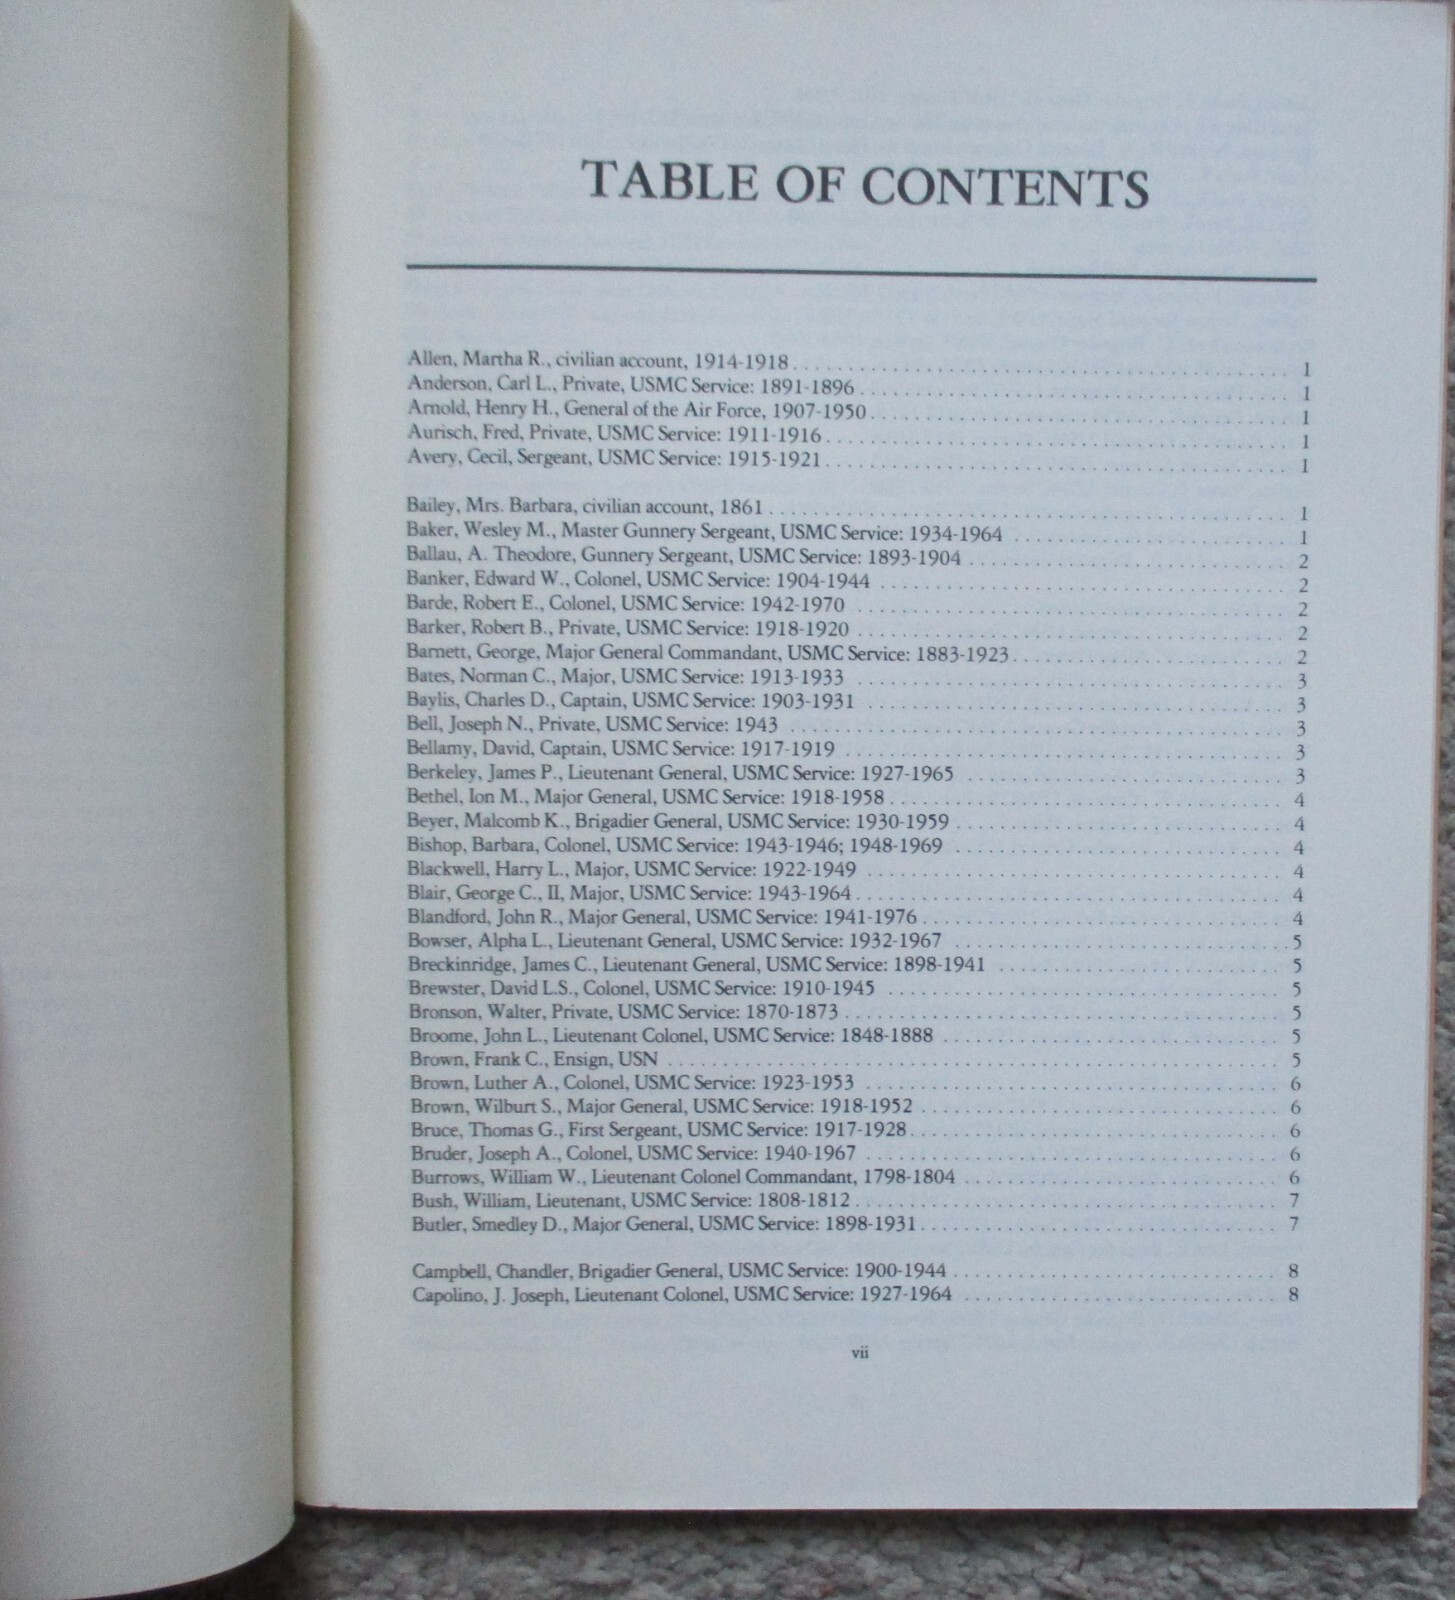 TABLE OF CONTENTS
Allen, Martha R., civilian account, 1914-1918 . . . . . . . . . . . . . . . . . . . . 1
Anderson, Carl L., Private, USMC Service: 1891-1896 . . . . . . . . . . . . . . . . . . . . 1
Arnold, Henry H., General of the Air Force, 1907-1950 . . . . . . . . . . . . . . . . . . . . 1
Aurisch, Fred, Private, USMC Service: 1911-1916 . . . . . . . . . . . . . . . . . . . . 1
Avery, Cecil, Sergeant, USMC Service: 1915-1921 . . . . . . . . . . . . . . . . . . . . 1
Bailey, Mrs. Barbara, civilian account, 1861 . . . . . . . . . . . . . . . . . . . . 1
Baker, Wesley M., Master Gunnery Sergeant, USMC Service: 1934-1964 . . . . . . . . . . . . . . . . . . . . 1
Ballau, A. Theodore, Gunnery Sergeant, USMC Service: 1893-1904 . . . . . . . . . . . . . . . . . . . . 2
Banker, Edward W., Colonel, USMC Service: 1904-1944 . . . . . . . . . . . . . . . . . . . . 2
Barde, Robert E., Colonel, USMC Service: 1942-1970 . . . . . . . . . . . . . . . . . . . . 2
Barker, Robert B., Private, USMC Service: 1918-1920 . . . . . . . . . . . . . . . . . . . . 2
Barnett, George, Major General Commandant, USMC Service: 1883-1923 . . . . . . . . . . . . . . . . . . . . 2
Bates, Norman C., Major, USMC Service: 1913-1933 . . . . . . . . . . . . . . . . . . . . 3
Baylis, Charles D., Captain, USMC Service: 1903-1931 . . . . . . . . . . . . . . . . . . . . 3
Bell, Joseph N., Private, USMC Service: 1943 . . . . . . . . . . . . . . . . . . . . 3
Bellamy, David, Captain, USMC Service: 1917-1919 . . . . . . . . . . . . . . . . . . . . 3
Berkeley, James P., Lieutenant General, USMC Service: 1927-1965 . . . . . . . . . . . . . . . . . . . . 3
Bethel, Ion M., Major General, USMC Service: 1918-1958 . . . . . . . . . . . . . . . . . . . . 4
Beyer, Malcomb K., Brigadier General, USMC Service: 1930-1959 . . . . . . . . . . . . . . . . . . . . 4
Bishop, Barbara, Colonel, USMC Service: 1943-1946; 1948-1969 . . . . . . . . . . . . . . . . . . . . 4
Blackwell, Harry L., Major, USMC Service: 1922-1949 . . . . . . . . . . . . . . . . . . . . 4
Blair, George C., II, Major, USMC Service: 1943-1964 . . . . . . . . . . . . . . . . . . . . 4
Blandford, John R., Major General, USMC Service: 1941-1976 . . . . . . . . . . . . . . . . . . . . 4
Bowser, Alpha L., Lieutenant General, USMC Service: 1932-1967 . . . . . . . . . . . . . . . . . . . . 5
Breckinridge, James C., Lieutenant General, USMC Service: 1898-1941 . . . . . . . . . . . . . . . . . . . . 5
Brewster, David L.S., Colonel, USMC Service: 1910-1945 . . . . . . . . . . . . . . . . . . . . 5
Bronson, Walter, Private, USMC Service: 1870-1873 . . . . . . . . . . . . . . . . . . . . 5
Broome, John L., Lieutenant Colonel, USMC Service: 1848-1888 . . . . . . . . . . . . . . . . . . . . 5
Brown, Frank C., Ensign, USN . . . . . . . . . . . . . . . . . . . . 5
Brown, Luther A., Colonel, USMC Service: 1923-1953 . . . . . . . . . . . . . . . . . . . . 6
Brown, Wilburt S., Major General, USMC Service: 1918-1952 . . . . . . . . . . . . . . . . . . . . 6
Bruce, Thomas G., First Sergeant, USMC Service: 1917-1928 . . . . . . . . . . . . . . . . . . . . 6
Bruder, Joseph A., Colonel, USMC Service: 1940-1967 . . . . . . . . . . . . . . . . . . . . 6
Burrows, William W., Lieutenant Colonel Commandant, 1798-1804 . . . . . . . . . . . . . . . . . . . . 6
Bush, William, Lieutenant, USMC Service: 1808-1812 . . . . . . . . . . . . . . . . . . . . 7
Butler, Smedley D., Major General, USMC Service: 1898-1931 . . . . . . . . . . . . . . . . . . . . 7
Campbell, Chandler, Brigadier General, USMC Service: 1900-1944 . . . . . . . . . . . . . . . . . . . . 8
Capolino, J. Joseph, Lieutenant Colonel, USMC Service: 1927-1964 . . . . . . . . . . . . . . . . . . . . 8
vii